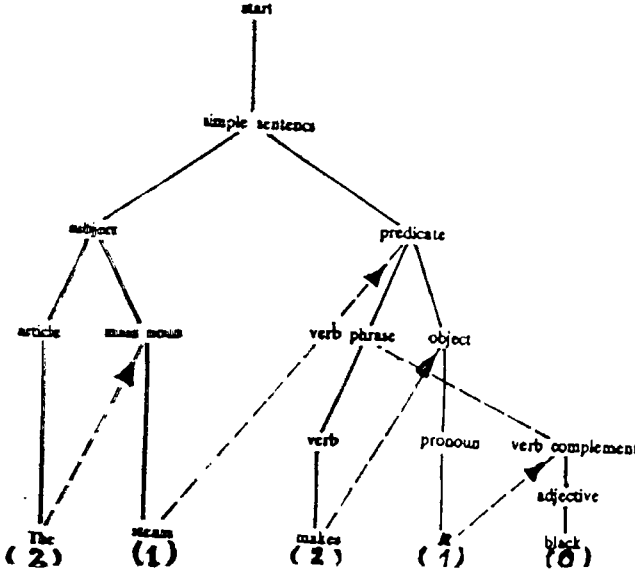 start
simple sentence
subject predicate
article mass noun verb phrase object
verb pronoun verb complement
adjective
The steam makes it black
(2) (1) (2) (1) (0)